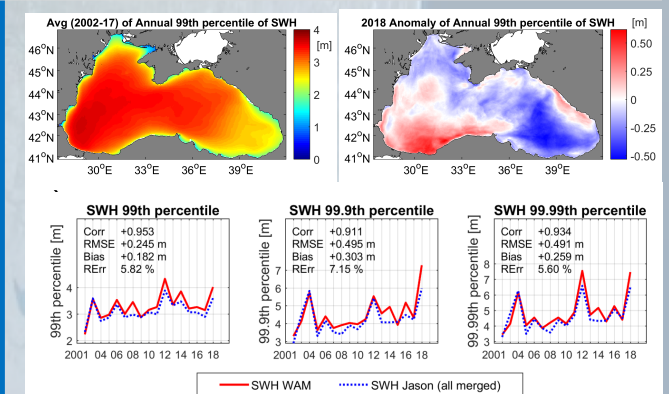 Avg (2002-17) of Annual 99th percentile of SWH
2018 Anomaly of Annual 99th percentile of SWH
46°N
45°N
44°N
43°N
42°N
41°N
30°E 33°E 36°E 39°E
4
[m]
3
2
1
0
46°N
45°N
44°N
43°N
42°N
41°N
30°E 33°E 36°E 39°E
[m]
0.50
0.25
0
-0.25
-0.50
SWH 99th percentile
Corr +0.953
RMSE +0.245 m
Bias +0.182 m
RErr 5.82 %
99th percentile [m]
4
3
2
2001 04 06 08 10 12 14 16 18
SWH 99.9th percentile
Corr +0.911
RMSE +0.495 m
Bias +0.303 m
RErr 7.15 %
99.9th percentile [m]
7
6
5
4
3
2001 04 06 08 10 12 14 16 18
SWH 99.99th percentile
Corr +0.934
RMSE +0.491 m
Bias +0.259 m
RErr 5.60 %
99.99th percentile [m]
8
7
6
5
4
3
2001 04 06 08 10 12 14 16 18
SWH WAM SWH Jason (all merged)